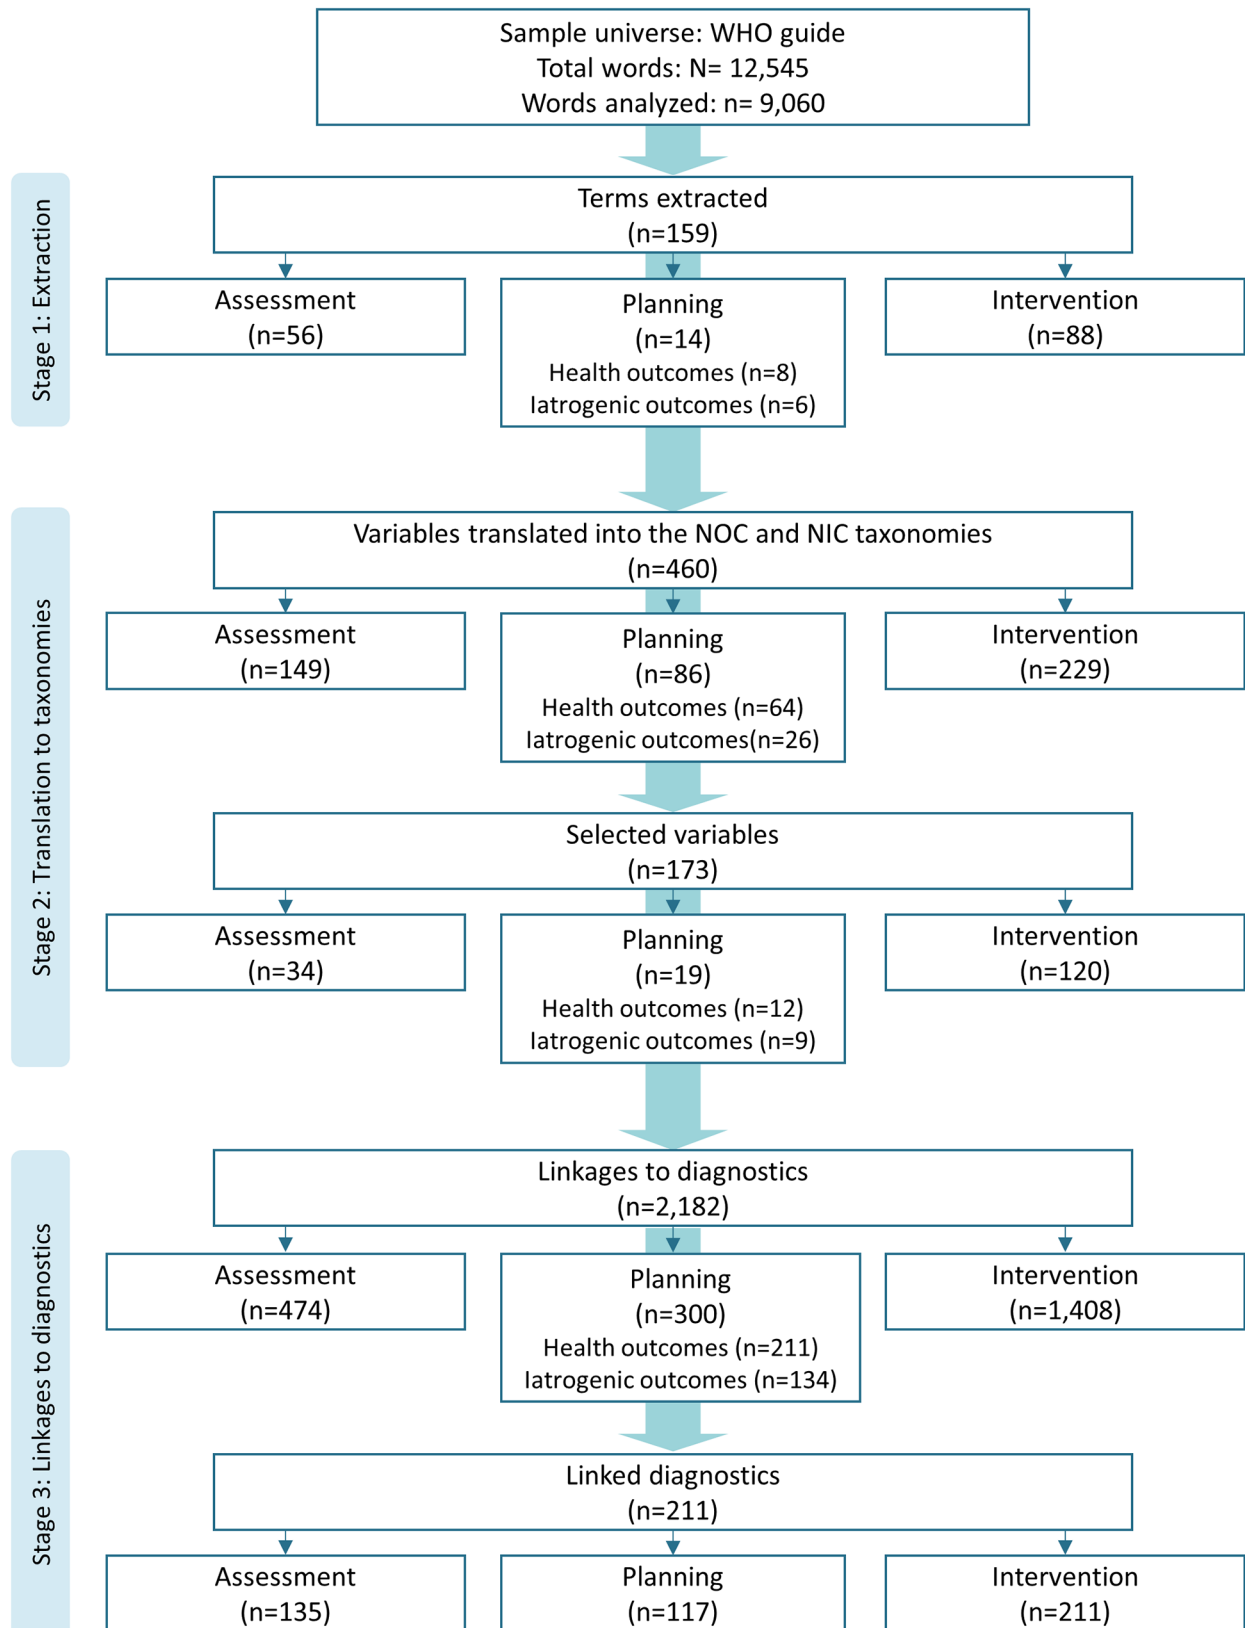 Sample universe: WHO guide
Total words: N= 12,545
Words analyzed: n= 9,060
Stage 1: Extraction
Terms extracted
(n=159)
Assessment
(n=56)
Planning
(n=14)
Health outcomes (n=8)
Iatrogenic outcomes (n=6)
Intervention
(n=88)
Stage 2: Translation to taxonomies
Variables translated into the NOC and NIC taxonomies
(n=460)
Assessment
(n=149)
Planning
(n=86)
Health outcomes (n=64)
Iatrogenic outcomes(n=26)
Intervention
(n=229)
Selected variables
(n=173)
Assessment
(n=34)
Planning
(n=19)
Health outcomes (n=12)
Iatrogenic outcomes (n=9)
Intervention
(n=120)
Stage 3: Linkages to diagnostics
Linkages to diagnostics
(n=2,182)
Assessment
(n=474)
Planning
(n=300)
Health outcomes (n=211)
Iatrogenic outcomes (n=134)
Intervention
(n=1,408)
Linked diagnostics
(n=211)
Assessment
(n=135)
Planning
(n=117)
Intervention
(n=211)